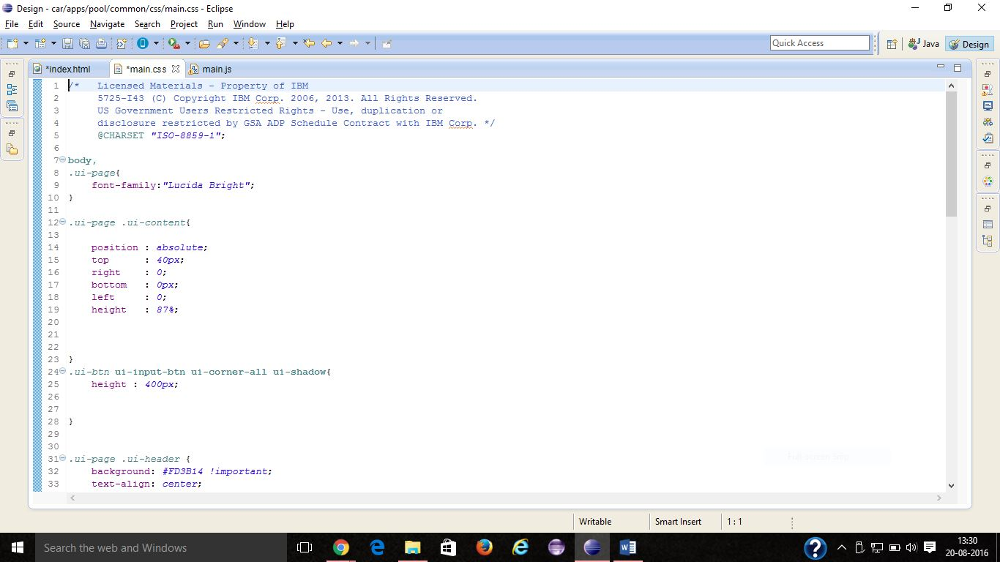 Design - car/apps/pool/common/css/main.css - Eclipse
File Edit Source Navigate Search Project Run Window Help
Quick Access
Java
Design
*index.html
*main.css
main.js
1 /* Licensed Materials - Property of IBM
2 5725-I43 (C) Copyright IBM Corp. 2006, 2013. All Rights Reserved.
3 US Government Users Restricted Rights - Use, duplication or
4 disclosure restricted by GSA ADP Schedule Contract with IBM Corp. */
5 @CHARSET "ISO-8859-1";
6
7 body,
8 .ui-page{
9 font-family:"Lucida Bright";
10 }
11
12 .ui-page .ui-content{
13
14 position : absolute;
15 top : 40px;
16 right : 0;
17 bottom : 0px;
18 left : 0;
19 height : 87%;
20
21
22
23 }
24 .ui-btn ui-input-btn ui-corner-all ui-shadow{
25 height : 400px;
26
27
28 }
29
30
31 .ui-page .ui-header {
32 background: #FD3B14 !important;
33 text-align: center;
Full-screen Snip
Writable
Smart Insert
1 : 1
Search the web and Windows
13:30
20-08-2016